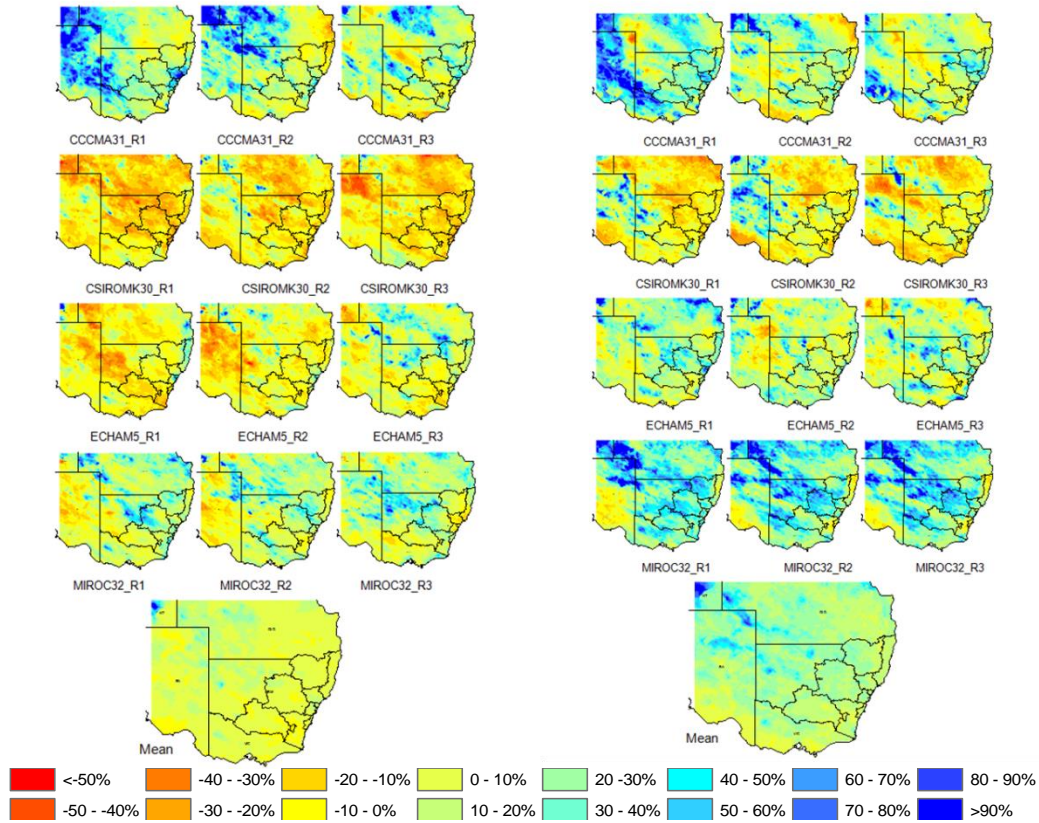 CCCMA31_R1 CCCMA31_R2 CCCMA31_R3
CSIROMK30_R1 CSIROMK30_R2 CSIROMK30_R3
ECHAM5_R1 ECHAM5_R2 ECHAM5_R3
MIROC32_R1 MIROC32_R2 MIROC32_R3
Mean
CCCMA31_R1 CCCMA31_R2 CCCMA31_R3
CSIROMK30_R1 CSIROMK30_R2 CSIROMK30_R3
ECHAM5_R1 ECHAM5_R2 ECHAM5_R3
MIROC32_R1 MIROC32_R2 MIROC32_R3
Mean
<-50% -40 - -30% -20 - -10% 0 - 10% 20 -30% 40 - 50% 60 - 70% 80 - 90%
-50 - -40% -30 - -20% -10 - 0% 10 - 20% 30 - 40% 50 - 60% 70 - 80% >90%